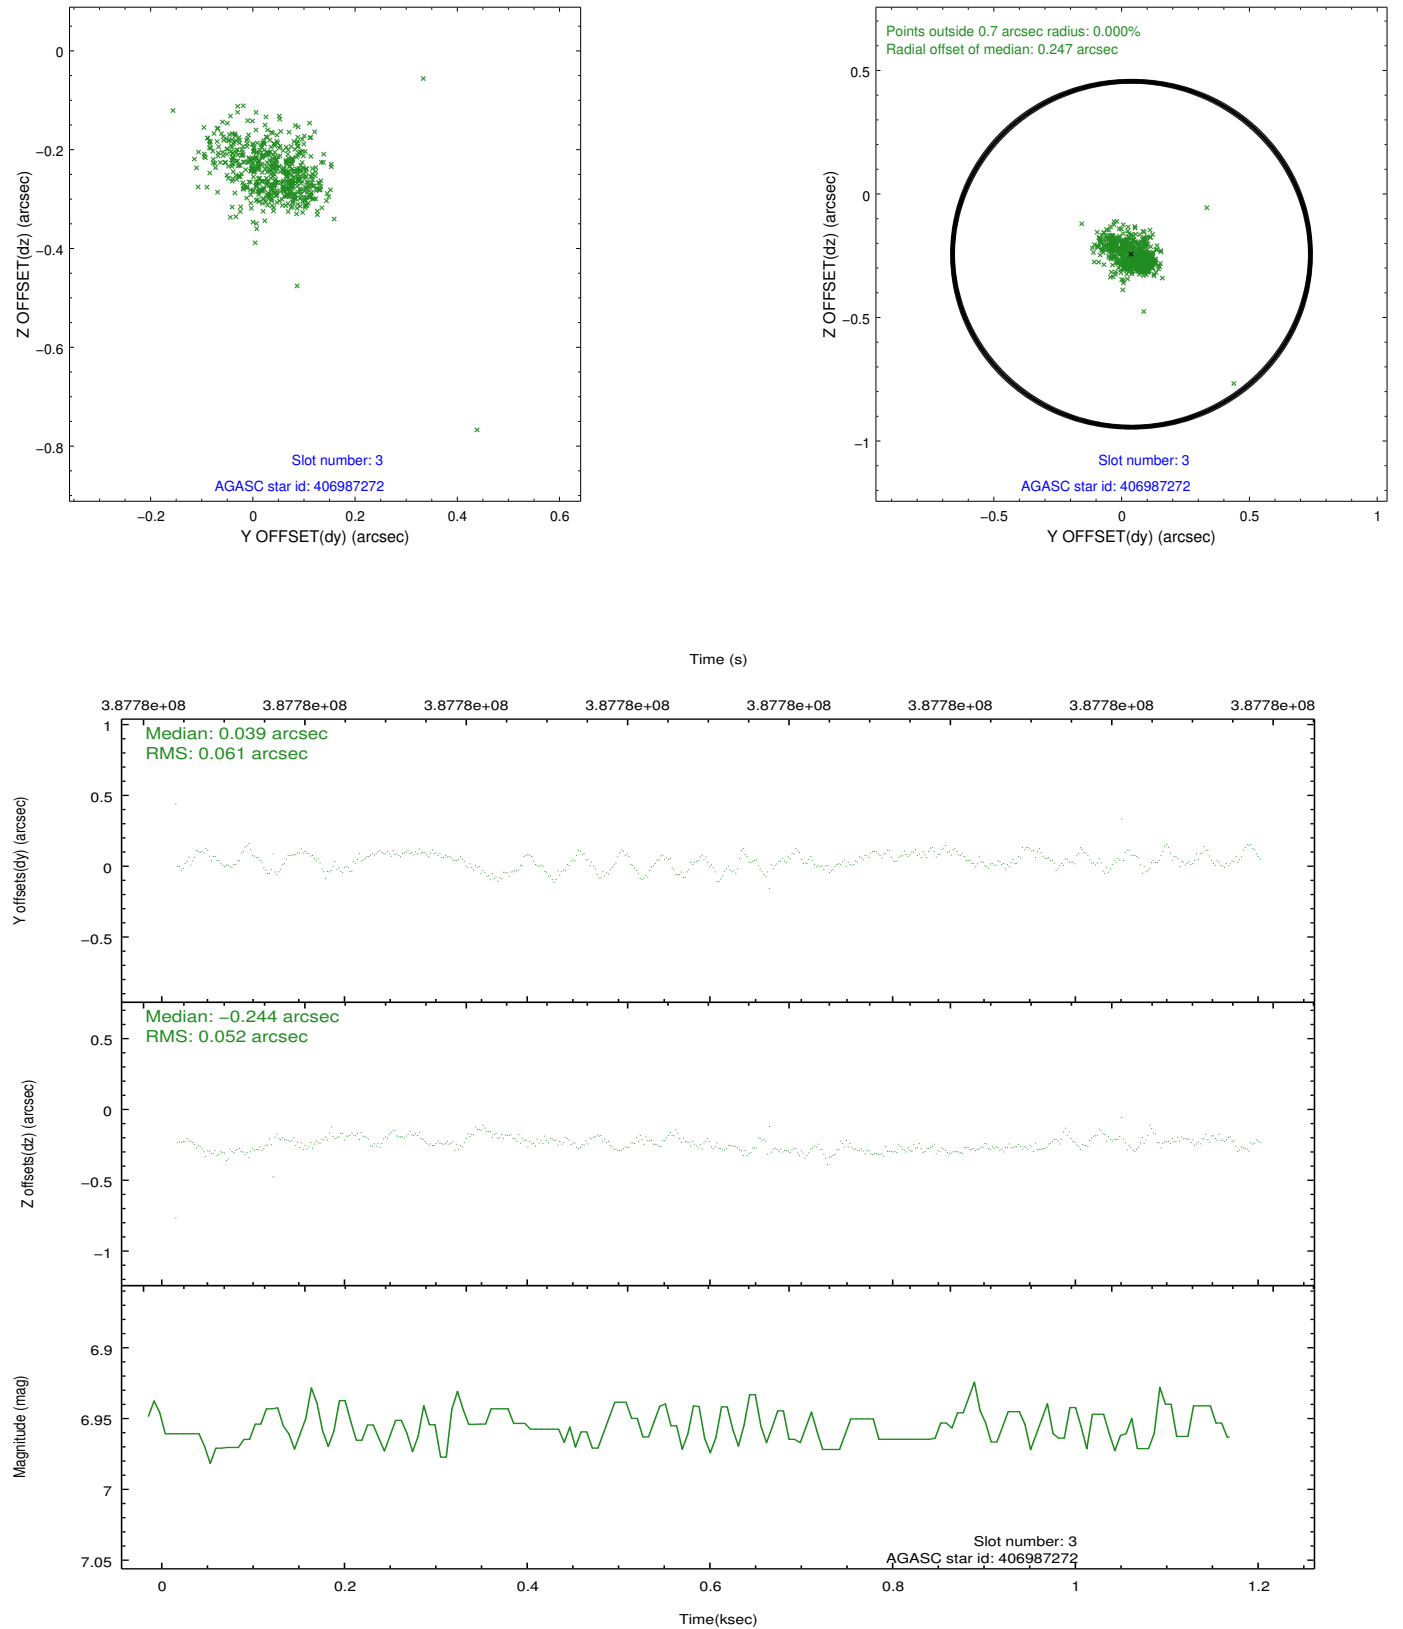 0
−0.2
−0.4
−0.6
−0.8
Z OFFSET(dz) (arcsec)
Slot number: 3
AGASC star id: 406987272
−0.2 0 0.2 0.4 0.6
Y OFFSET(dy) (arcsec)
Points outside 0.7 arcsec radius: 0.000%
Radial offset of median: 0.247 arcsec
0.5
0
−0.5
−1
Z OFFSET(dz) (arcsec)
Slot number: 3
AGASC star id: 406987272
−0.5 0 0.5 1
Y OFFSET(dy) (arcsec)
Time (s)
3.8778e+08 3.8778e+08 3.8778e+08 3.8778e+08 3.8778e+08 3.8778e+08 3.8778e+08 3.8778e+08
Median: 0.039 arcsec
RMS: 0.061 arcsec
1
0.5
0
−0.5
Y offsets(dy) (arcsec)
Median: −0.244 arcsec
RMS: 0.052 arcsec
0.5
0
−0.5
−1
Z offsets(dz) (arcsec)
6.9
6.95
7
7.05
Magnitude (mag)
Slot number: 3
AGASC star id: 406987272
0 0.2 0.4 0.6 0.8 1 1.2
Time(ksec)